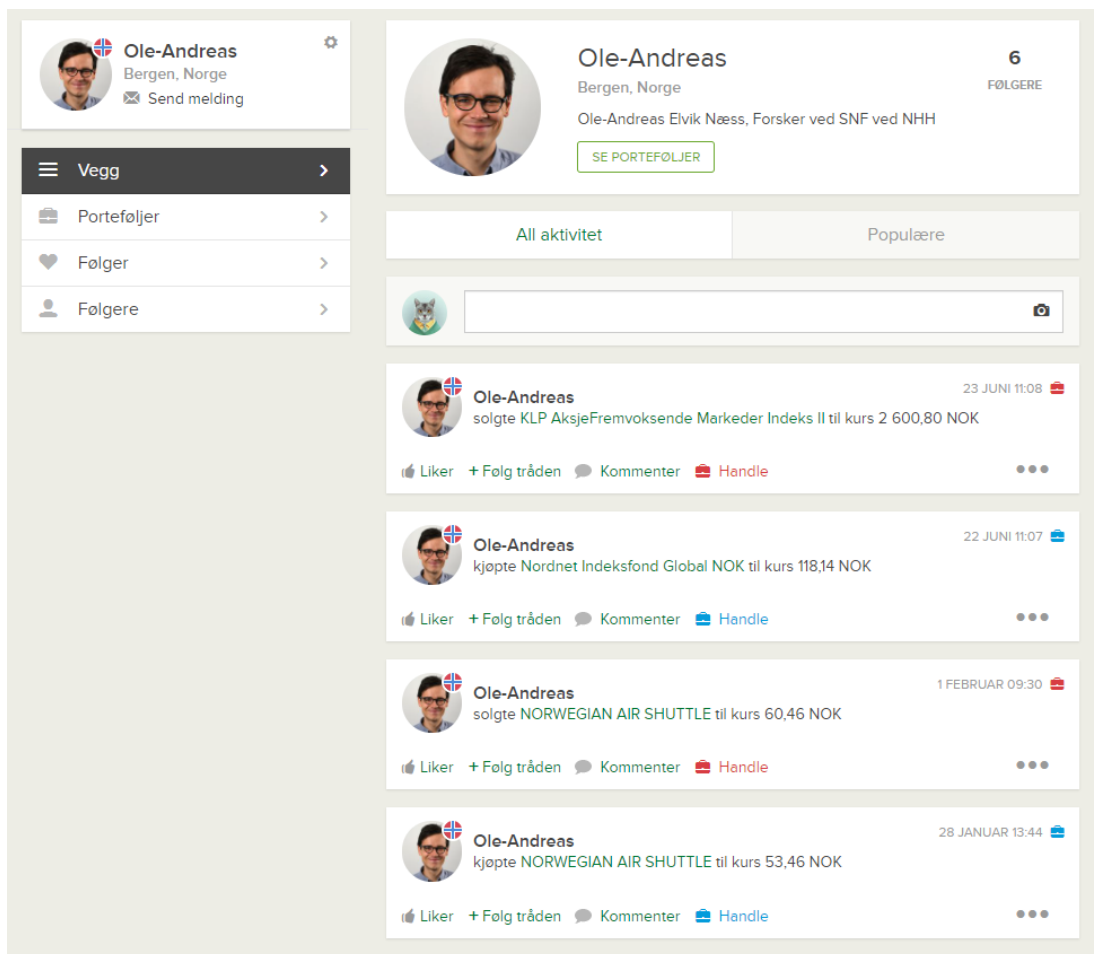 Ole-Andreas
Bergen, Norge
Send melding
Vegg
Porteføljer
Følger
Følgere
Ole-Andreas
Bergen, Norge
Ole-Andreas Elvik Næss, Forsker ved SNF ved NHH
SE PORTEFØLJER
6
FØLGERE
All aktivitet
Populære
Ole-Andreas
23 JUNI 11:08
solgte KLP AksjeFremvoksende Markeder Indeks II til kurs 2 600,80 NOK
Liker + Følg tråden Kommenter Handle
Ole-Andreas
22 JUNI 11:07
kjøpte Nordnet Indeksfond Global NOK til kurs 118,14 NOK
Liker + Følg tråden Kommenter Handle
Ole-Andreas
1 FEBRUAR 09:30
solgte NORWEGIAN AIR SHUTTLE til kurs 60,46 NOK
Liker + Følg tråden Kommenter Handle
Ole-Andreas
28 JANUAR 13:44
kjøpte NORWEGIAN AIR SHUTTLE til kurs 53,46 NOK
Liker + Følg tråden Kommenter Handle